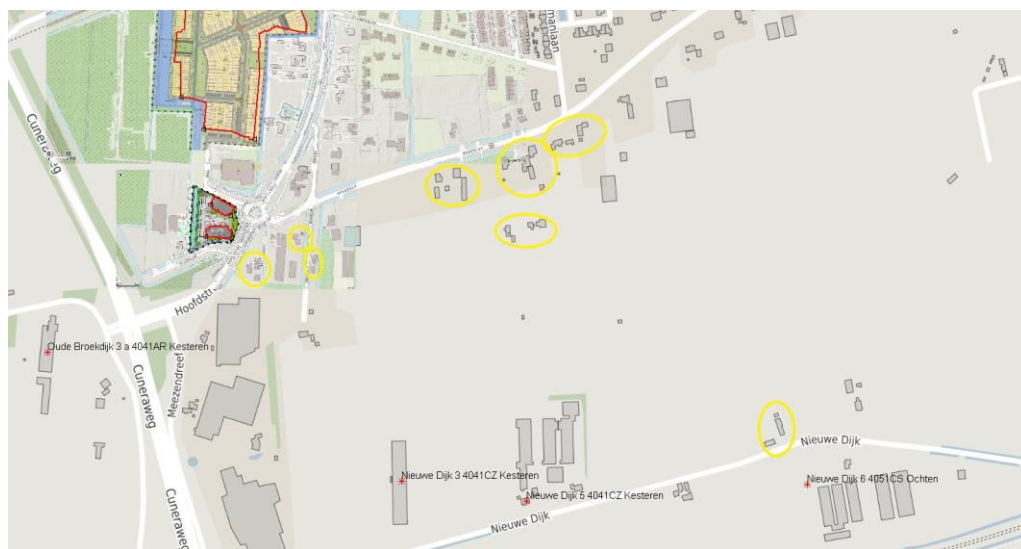 manlaan
Cuneraweg
Hoofdstr
Oude Broekdijk 3 a 4041AR Kesteren
Meezendreef
Cuneraweg
Nieuwe Dijk
Nieuwe Dijk 3 4041CZ Kesteren
Nieuwe Dijk 6 4051CS Ochten
Nieuwe Dijk 5 4041CZ Kesteren
Cuneraweg
Nieuwe Dijk